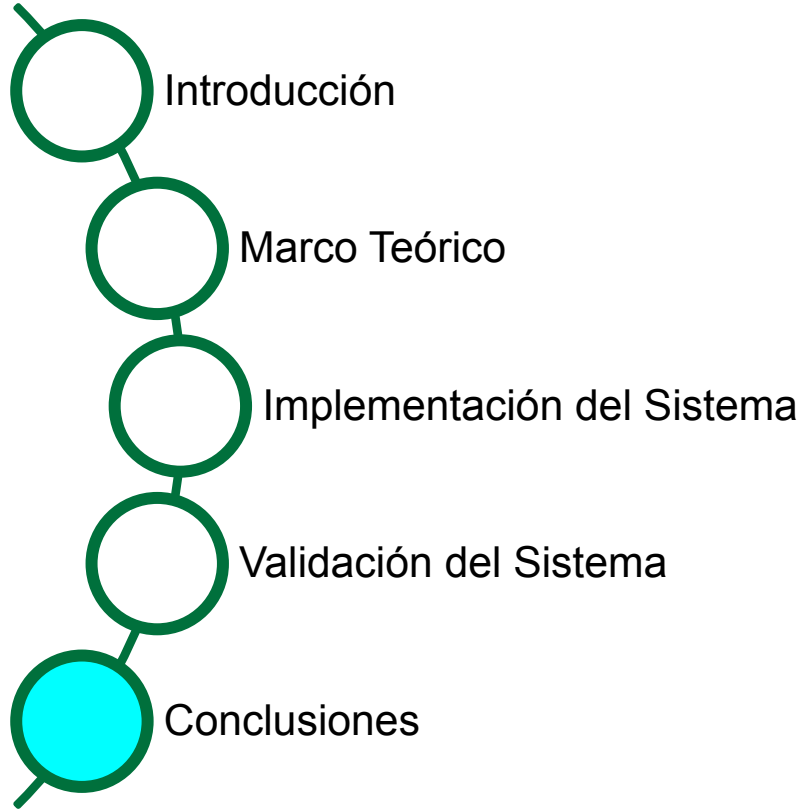 Introducción
Marco Teórico
Implementación del Sistema
Validación del Sistema
Conclusiones